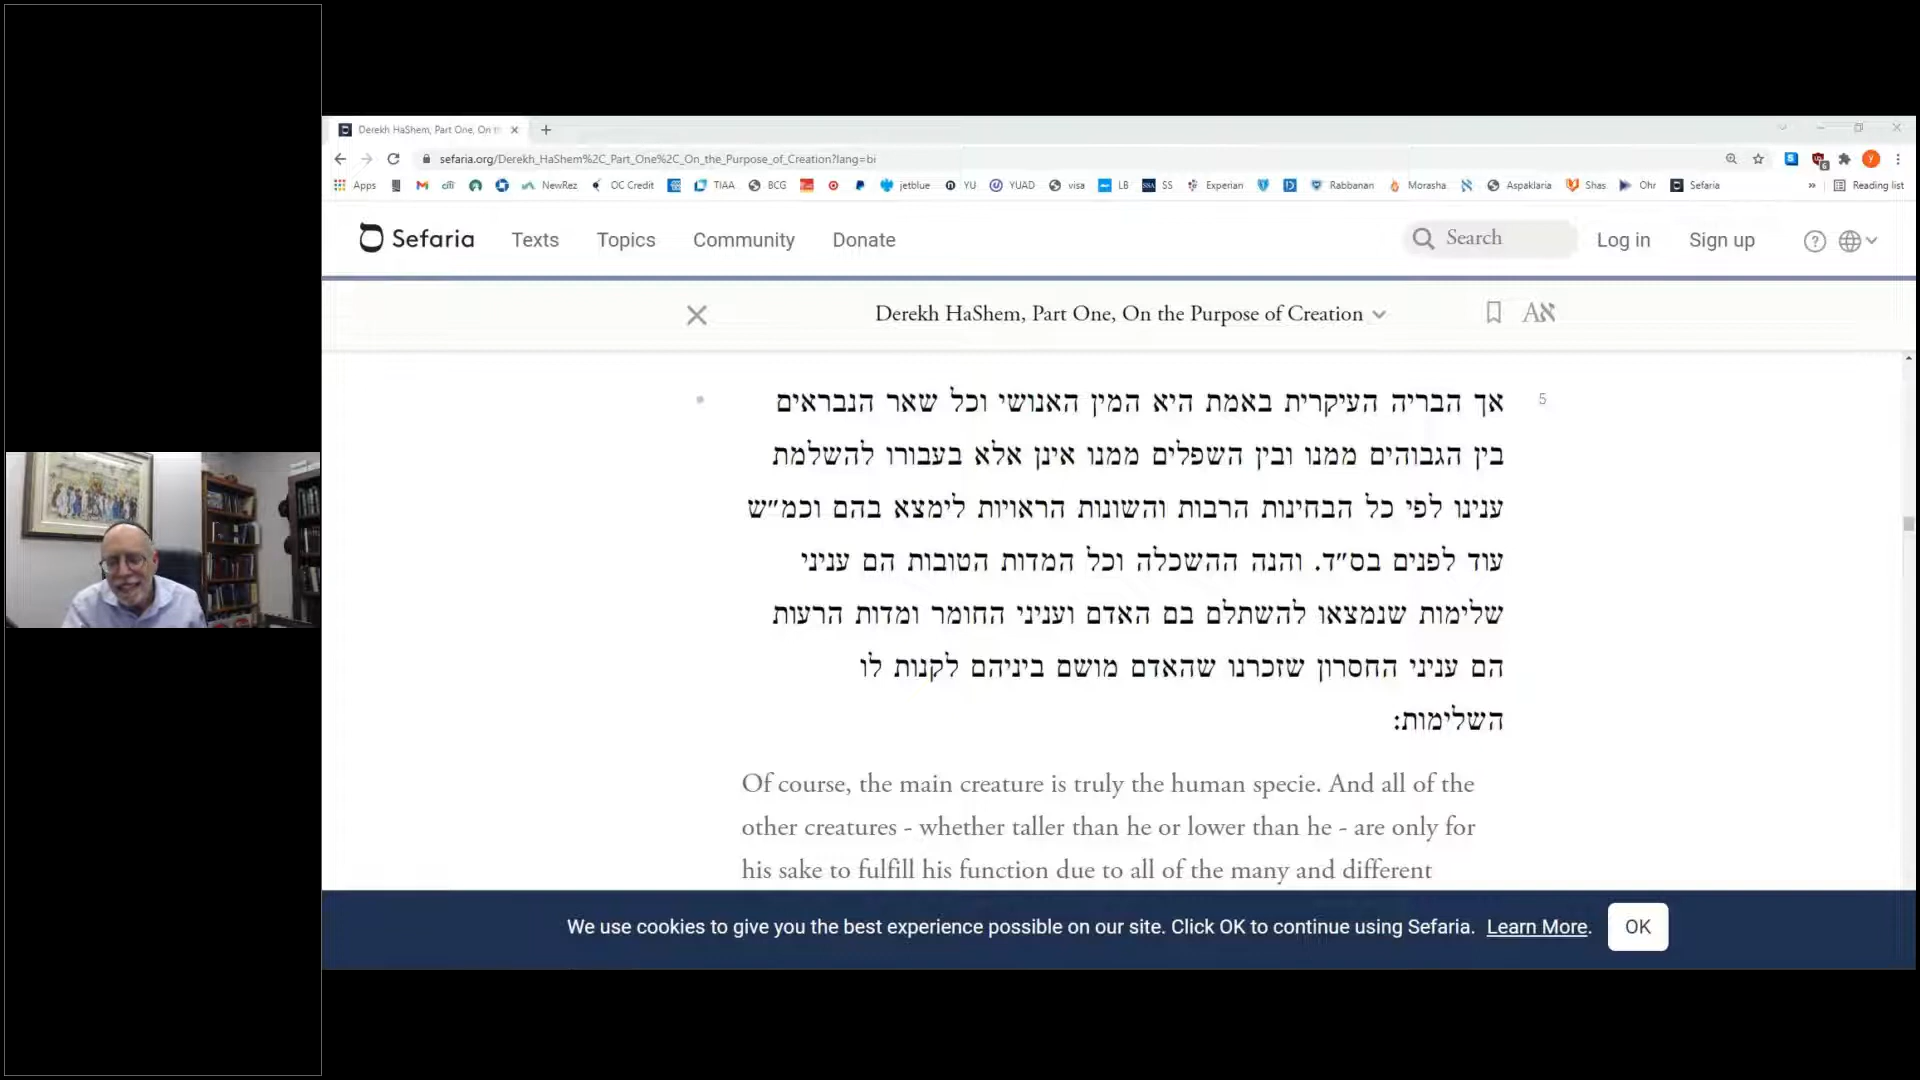 Derekh HaShem, Part One, On t
sefaria.org/Derekh_HaShem%2C_Part_One%2C_On_the_Purpose_of_Creation?lang=bi
Apps citi NewRez OC Credit TIAA BCG jetblue YU YUAD visa LB SS Experian Rabbanan Morasha Aspaklaria Shas Ohr Sefaria » Reading list
Sefaria Texts Topics Community Donate Search Log in Sign up
Derekh HaShem, Part One, On the Purpose of Creation
5
אך הבריה העיקרית באמת היא המין האנושי וכל שאר הנבראים
בין הגבוהים ממנו ובין השפלים ממנו אינן אלא בעבורו להשלמת
ענינו לפי כל הבחינות הרבות והשונות הראויות לימצא בהם וכמ״ש
עוד לפנים בס״ד. והנה ההשכלה וכל המדות הטובות הם עניני
שלימות שנמצאו להשתלם בם האדם ועניני החומר ומדות הרעות
הם עניני החסרון שזכרנו שהאדם מושם ביניהם לקנות לו
השלימות:
Of course, the main creature is truly the human specie. And all of the
other creatures - whether taller than he or lower than he - are only for
his sake to fulfill his function due to all of the many and different
We use cookies to give you the best experience possible on our site. Click OK to continue using Sefaria. Learn More. OK